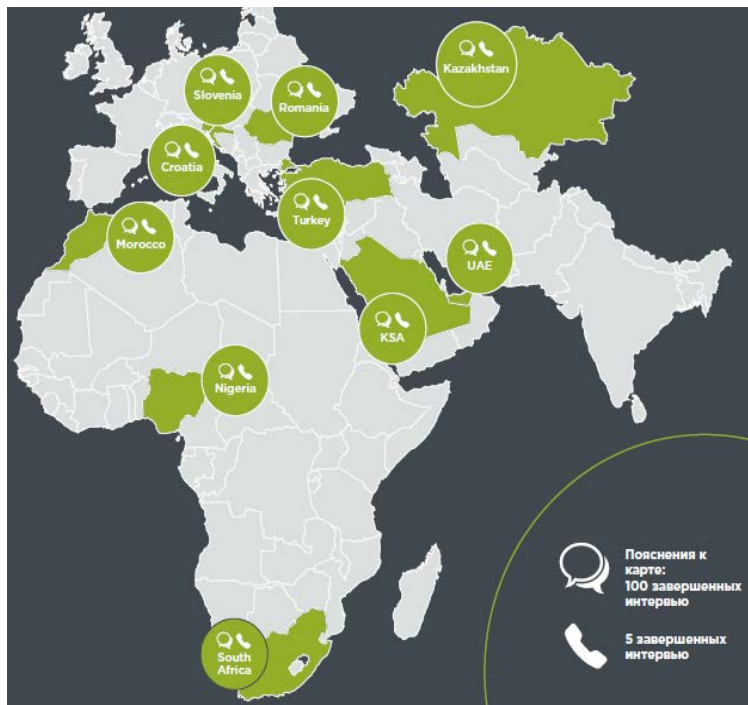 Kazakhstan
Slovenia
Romania
Croatia
Turkey
Morocco
UAE
KSA
Nigeria
South
Africa
Пояснения к
карте:
100 завершенных
интервью
5 завершенных
интервью